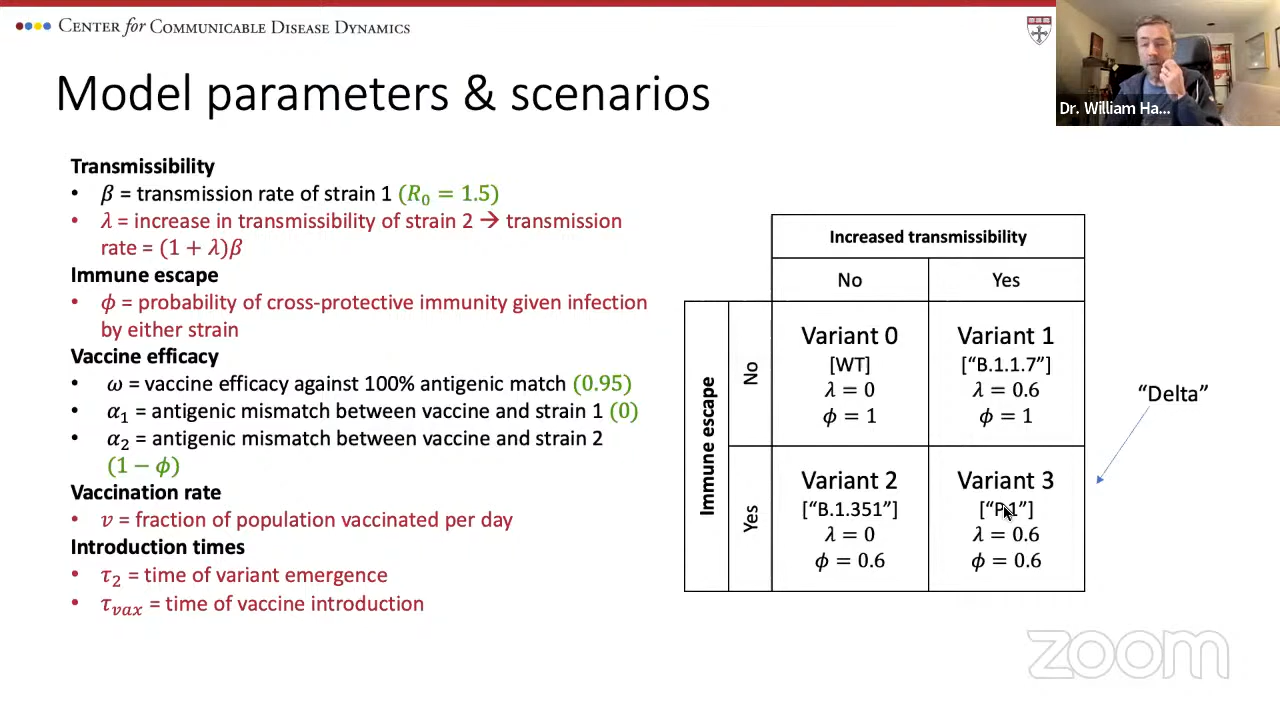 CENTER for COMMUNICABLE DISEASE DYNAMICS
Dr. William Ha...
Model parameters & scenarios
Transmissibility
• β = transmission rate of strain 1 (R₀ = 1.5)
• λ = increase in transmissibility of strain 2 → transmission
rate = (1 + λ)β
Immune escape
• ϕ = probability of cross-protective immunity given infection
by either strain
Vaccine efficacy
• ω = vaccine efficacy against 100% antigenic match (0.95)
• α₁ = antigenic mismatch between vaccine and strain 1 (0)
• α₂ = antigenic mismatch between vaccine and strain 2
(1 − ϕ)
Vaccination rate
• v = fraction of population vaccinated per day
Introduction times
• τ₂ = time of variant emergence
• τ_vax = time of vaccine introduction
Increased transmissibility
No
Yes
Immune escape
No
Variant 0
[WT]
λ = 0
ϕ = 1
Variant 1
["B.1.1.7"]
λ = 0.6
ϕ = 1
Yes
Variant 2
["B.1.351"]
λ = 0
ϕ = 0.6
Variant 3
["P.1"]
λ = 0.6
ϕ = 0.6
"Delta"
zoom